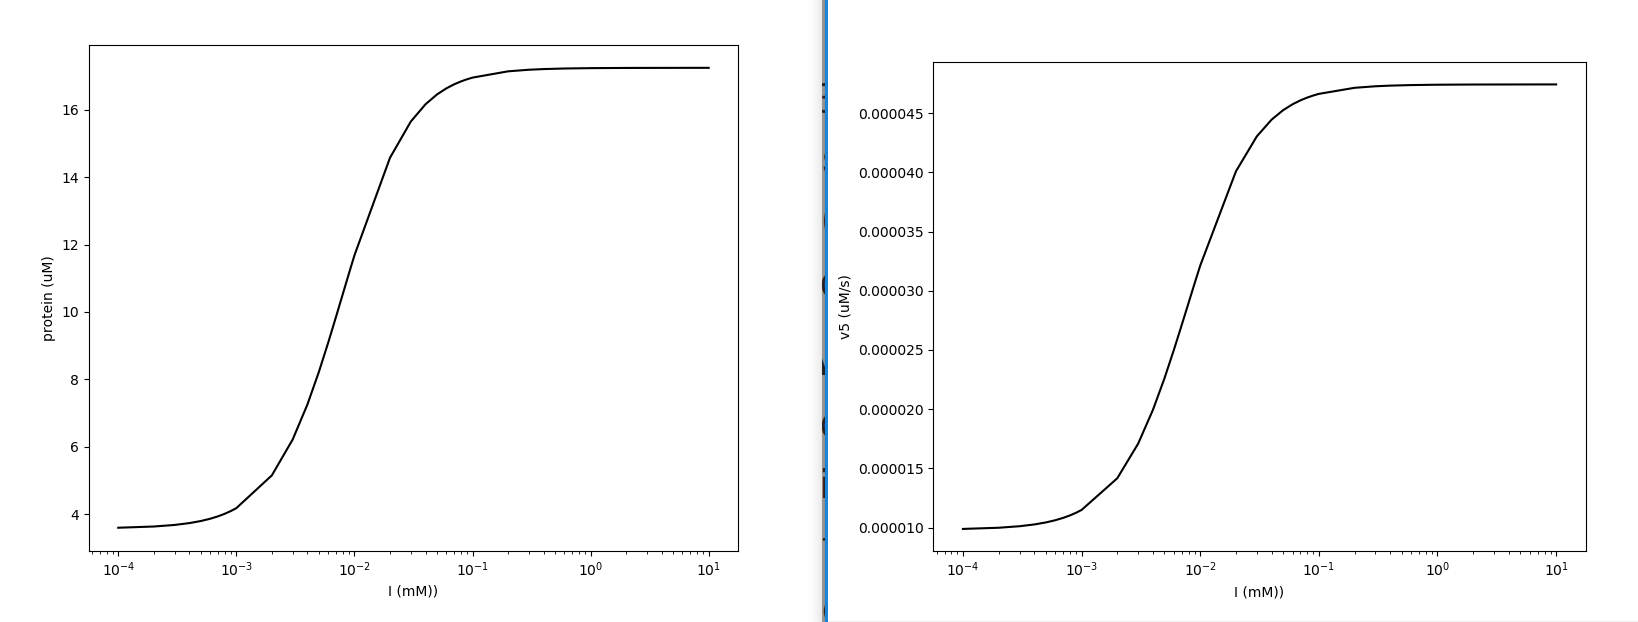 protein (uM)
16
14
12
10
8
6
4
10⁻⁴ 10⁻³ 10⁻² 10⁻¹ 10⁰ 10¹
I (mM))
v5 (uM/s)
0.000045
0.000040
0.000035
0.000030
0.000025
0.000020
0.000015
0.000010
10⁻⁴ 10⁻³ 10⁻² 10⁻¹ 10⁰ 10¹
I (mM))